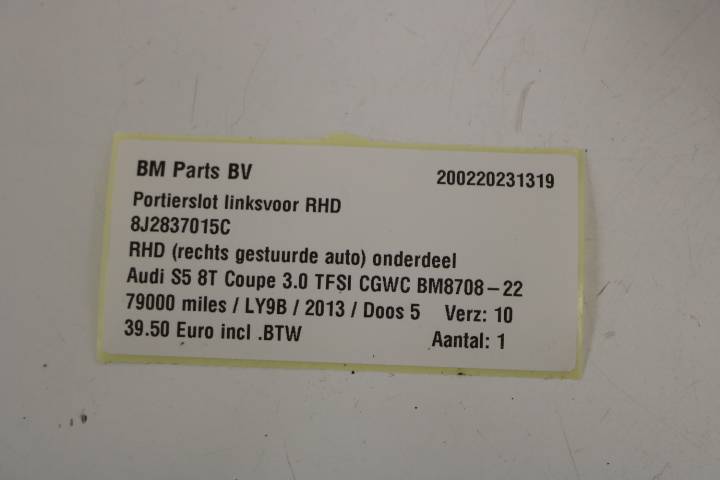 BM Parts BV 200220231319
Portierslot linksvoor RHD
8J2837015C
RHD (rechts gestuurde auto) onderdeel
Audi S5 8T Coupe 3.0 TFSI CGWC BM8708-22
79000 miles / LY9B / 2013 / Doos 5 Verz: 10
39.50 Euro incl .BTW Aantal: 1